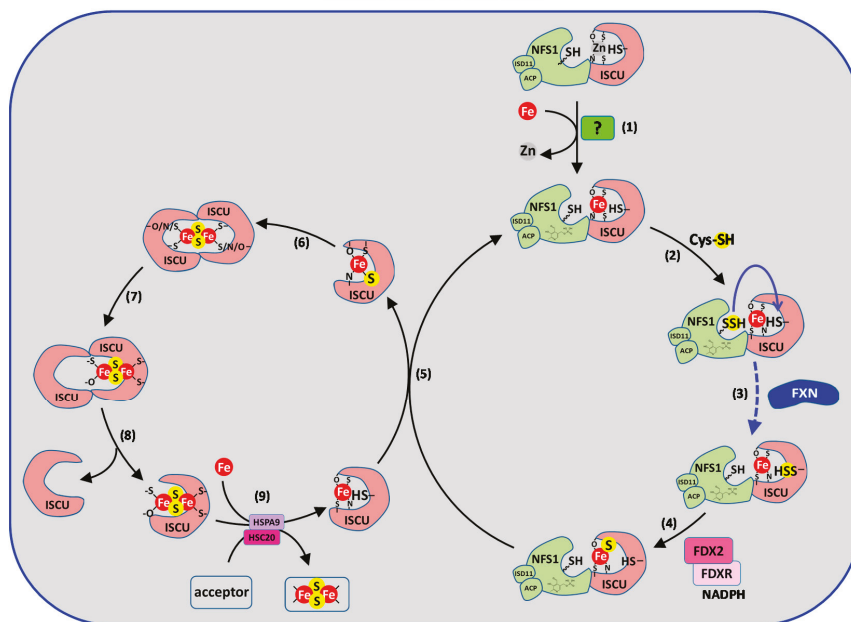 NFS1
SH
O S
Zn
HS–
N S
ISD11
ACP
ISCU
Fe
?
(1)
Zn
NFS1
SH
O S
Fe
HS–
N S
ISD11
ACP
ISCU
Cys-SH
(2)
NFS1
SSH
O S
Fe
HS–
S N
ISD11
ACP
ISCU
(3)
FXN
NFS1
SH
O S
Fe
HSS–
S N
ISD11
ACP
ISCU
(4)
FDX2
FDXR
NADPH
NFS1
SH
O S
Fe
HS–
S N
ISD11
ACP
ISCU
(5)
O S
Fe
S
N
ISCU
(6)
ISCU
–O/N/S S S–
Fe S S Fe
S S/N/O–
ISCU
(7)
ISCU
-S S S-
Fe S S Fe
-O S-
ISCU
(8)
ISCU
-S S S-
Fe S S Fe
-O S-
ISCU
Fe
(9)
HSPA9
HSC20
O S
Fe
HS–
S N
ISCU
acceptor
S
Fe Fe
S